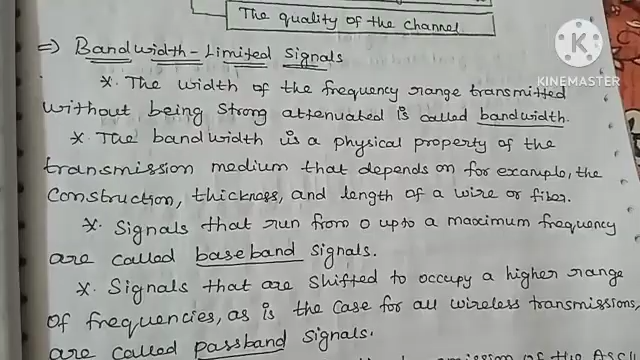 The quality of the channel
⇒ Bandwidth-Limited Signals
*. The width of the frequency range transmitted
without being strong attenuated is called bandwidth.
*. The bandwidth is a physical property of the
transmission medium that depends on for example, the
construction, thickness, and length of a wire or fiber.
*. Signals that run from 0 upto a maximum frequency
are called baseband signals.
*. Signals that are shifted to occupy a higher range
of frequencies, as is the case for all wireless transmissions,
are called passband signals.
of the ASCII
K
KINEMASTER